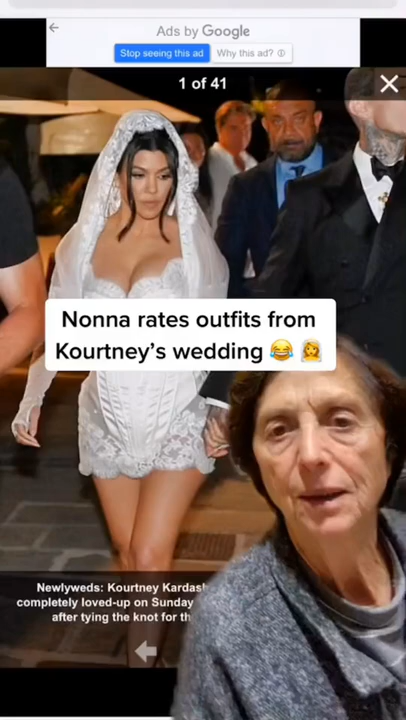 Ads by Google
Stop seeing this ad
Why this ad?
1 of 41
Nonna rates outfits from
Kourtney's wedding 😂 👰
Newlyweds: Kourtney Kardash
completely loved-up on Sunday
after tying the knot for th